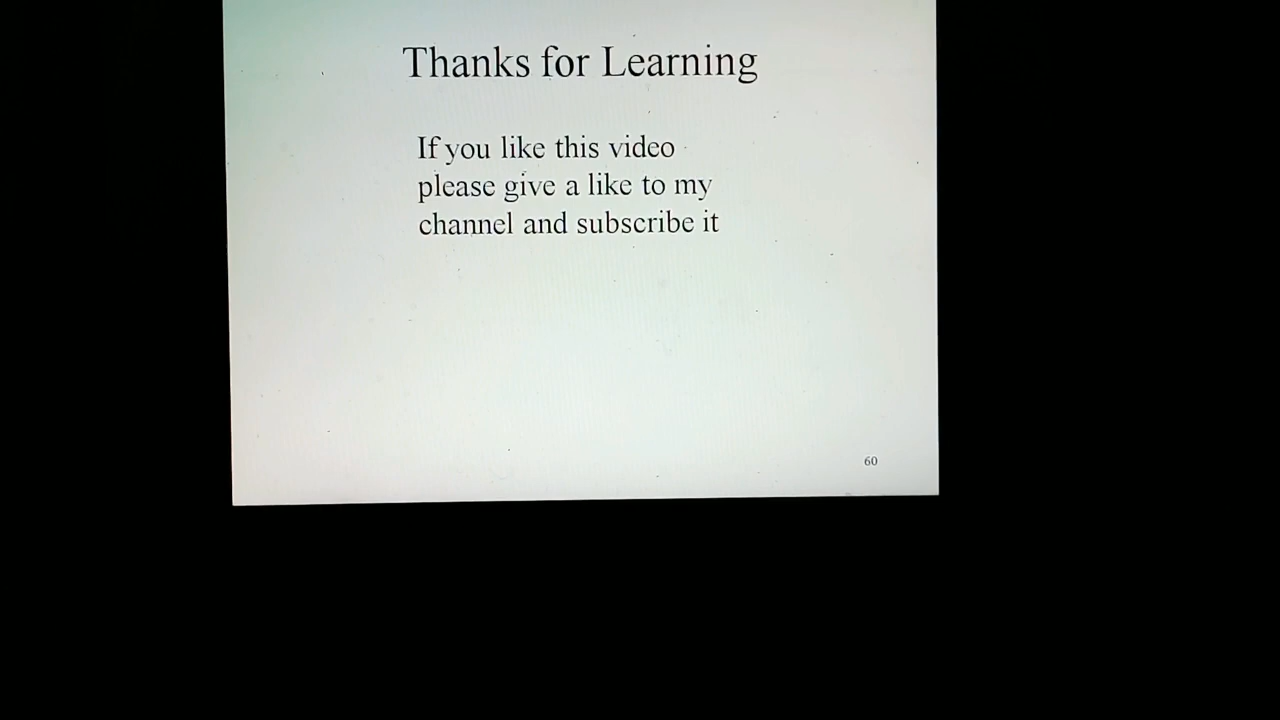 Thanks for Learning
If you like this video
please give a like to my
channel and subscribe it
60